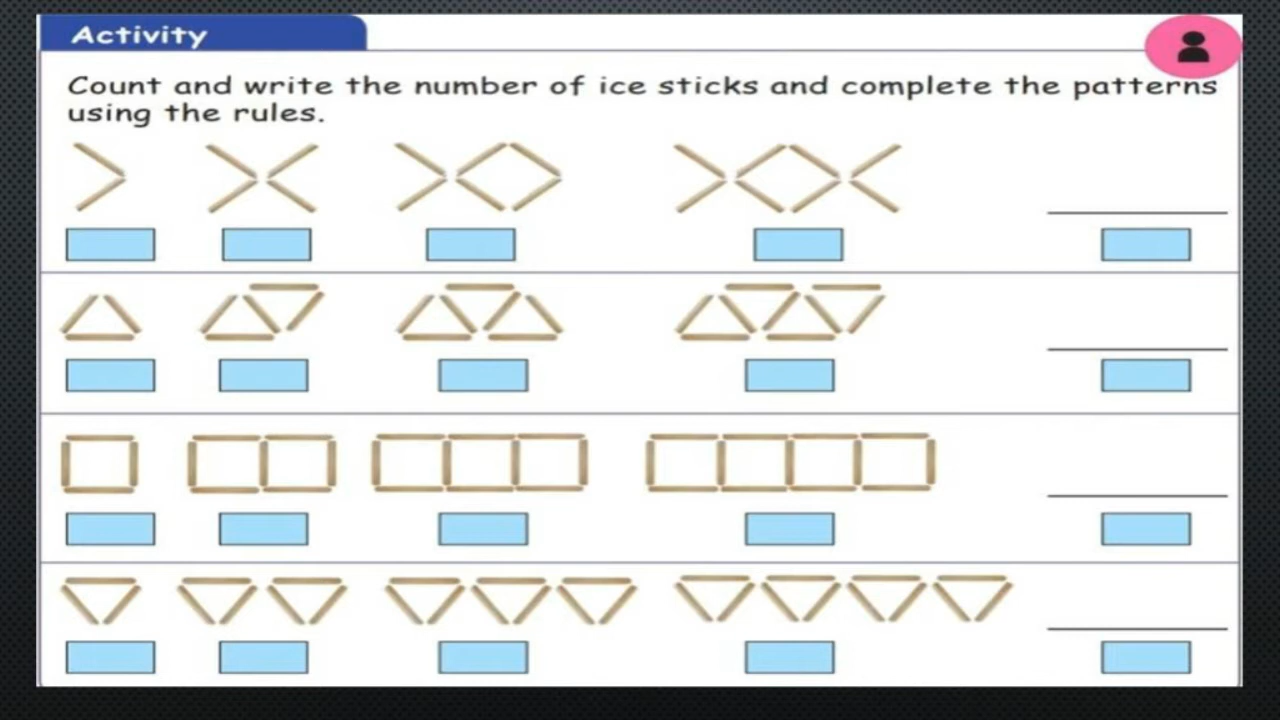 Activity
Count and write the number of ice sticks and complete the patterns
using the rules.